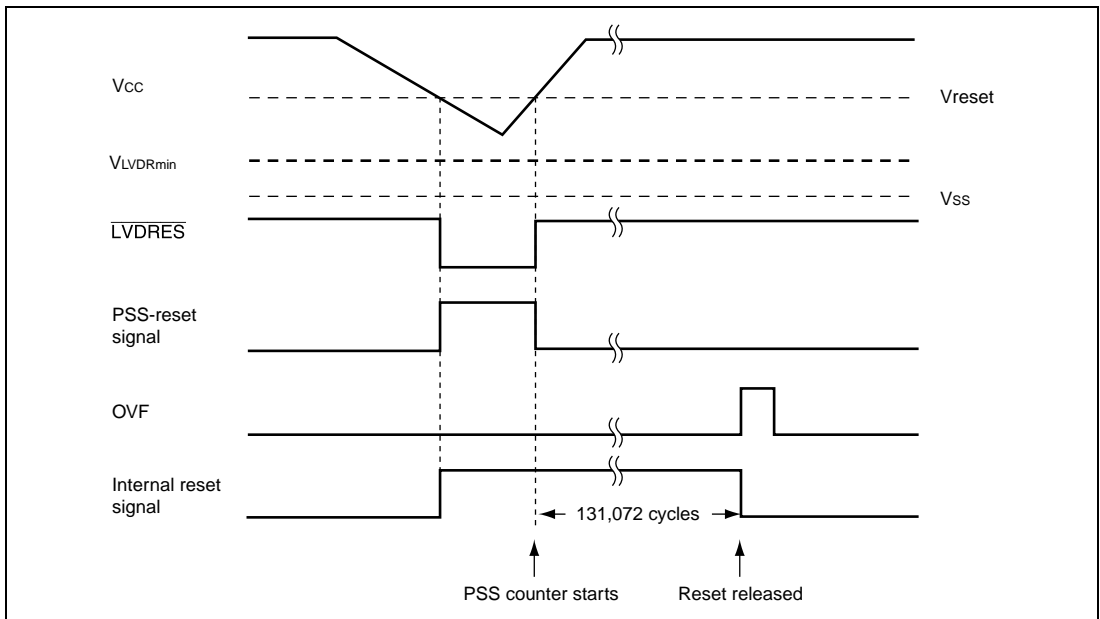 Vcc
Vreset
VLVDRmin
Vss
LVDRES
PSS-reset
signal
OVF
Internal reset
signal
131,072 cycles
PSS counter starts
Reset released